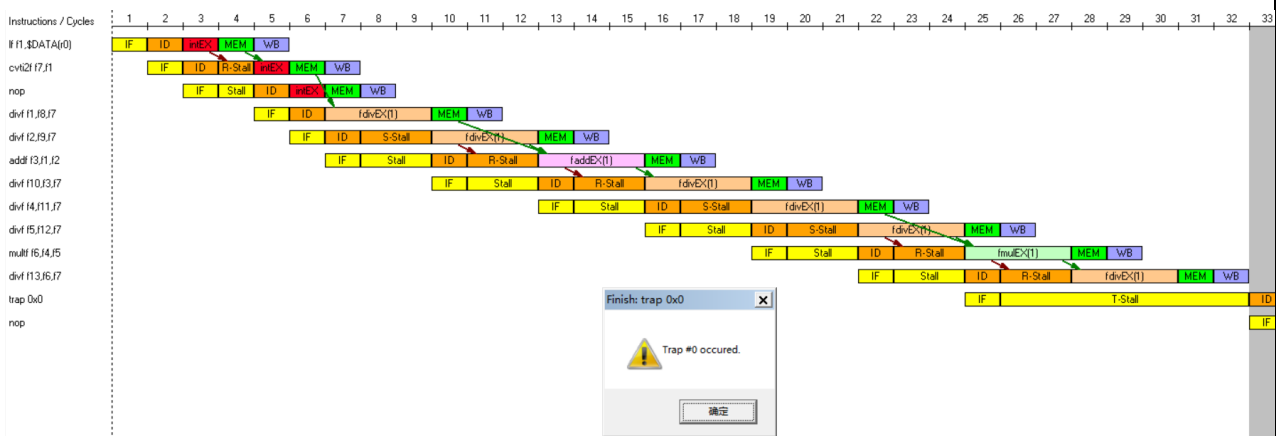 Instructions / Cycles 1 2 3 4 5 6 7 8 9 10 11 12 13 14 15 16 17 18 19 20 21 22 23 24 25 26 27 28 29 30 31 32 33
lf f1,$DATA(r0) IF ID intEX MEM WB
cvti2f f7,f1 IF ID R-Stall intEX MEM WB
nop IF Stall ID intEX MEM WB
divf f1,f8,f7 IF ID fdivEX(1) MEM WB
divf f2,f9,f7 IF ID S-Stall fdivEX(1) MEM WB
addf f3,f1,f2 IF Stall ID R-Stall faddEX(1) MEM WB
divf f10,f3,f7 IF Stall ID R-Stall fdivEX(1) MEM WB
divf f4,f11,f7 IF Stall ID S-Stall fdivEX(1) MEM WB
divf f5,f12,f7 IF Stall ID S-Stall fdivEX(1) MEM WB
multf f6,f4,f5 IF Stall ID R-Stall fmulEX(1) MEM WB
divf f13,f6,f7 IF Stall ID R-Stall fdivEX(1) MEM WB
trap 0x0 IF T-Stall ID
nop IF
Finish: trap 0x0
Trap #0 occured.
确定